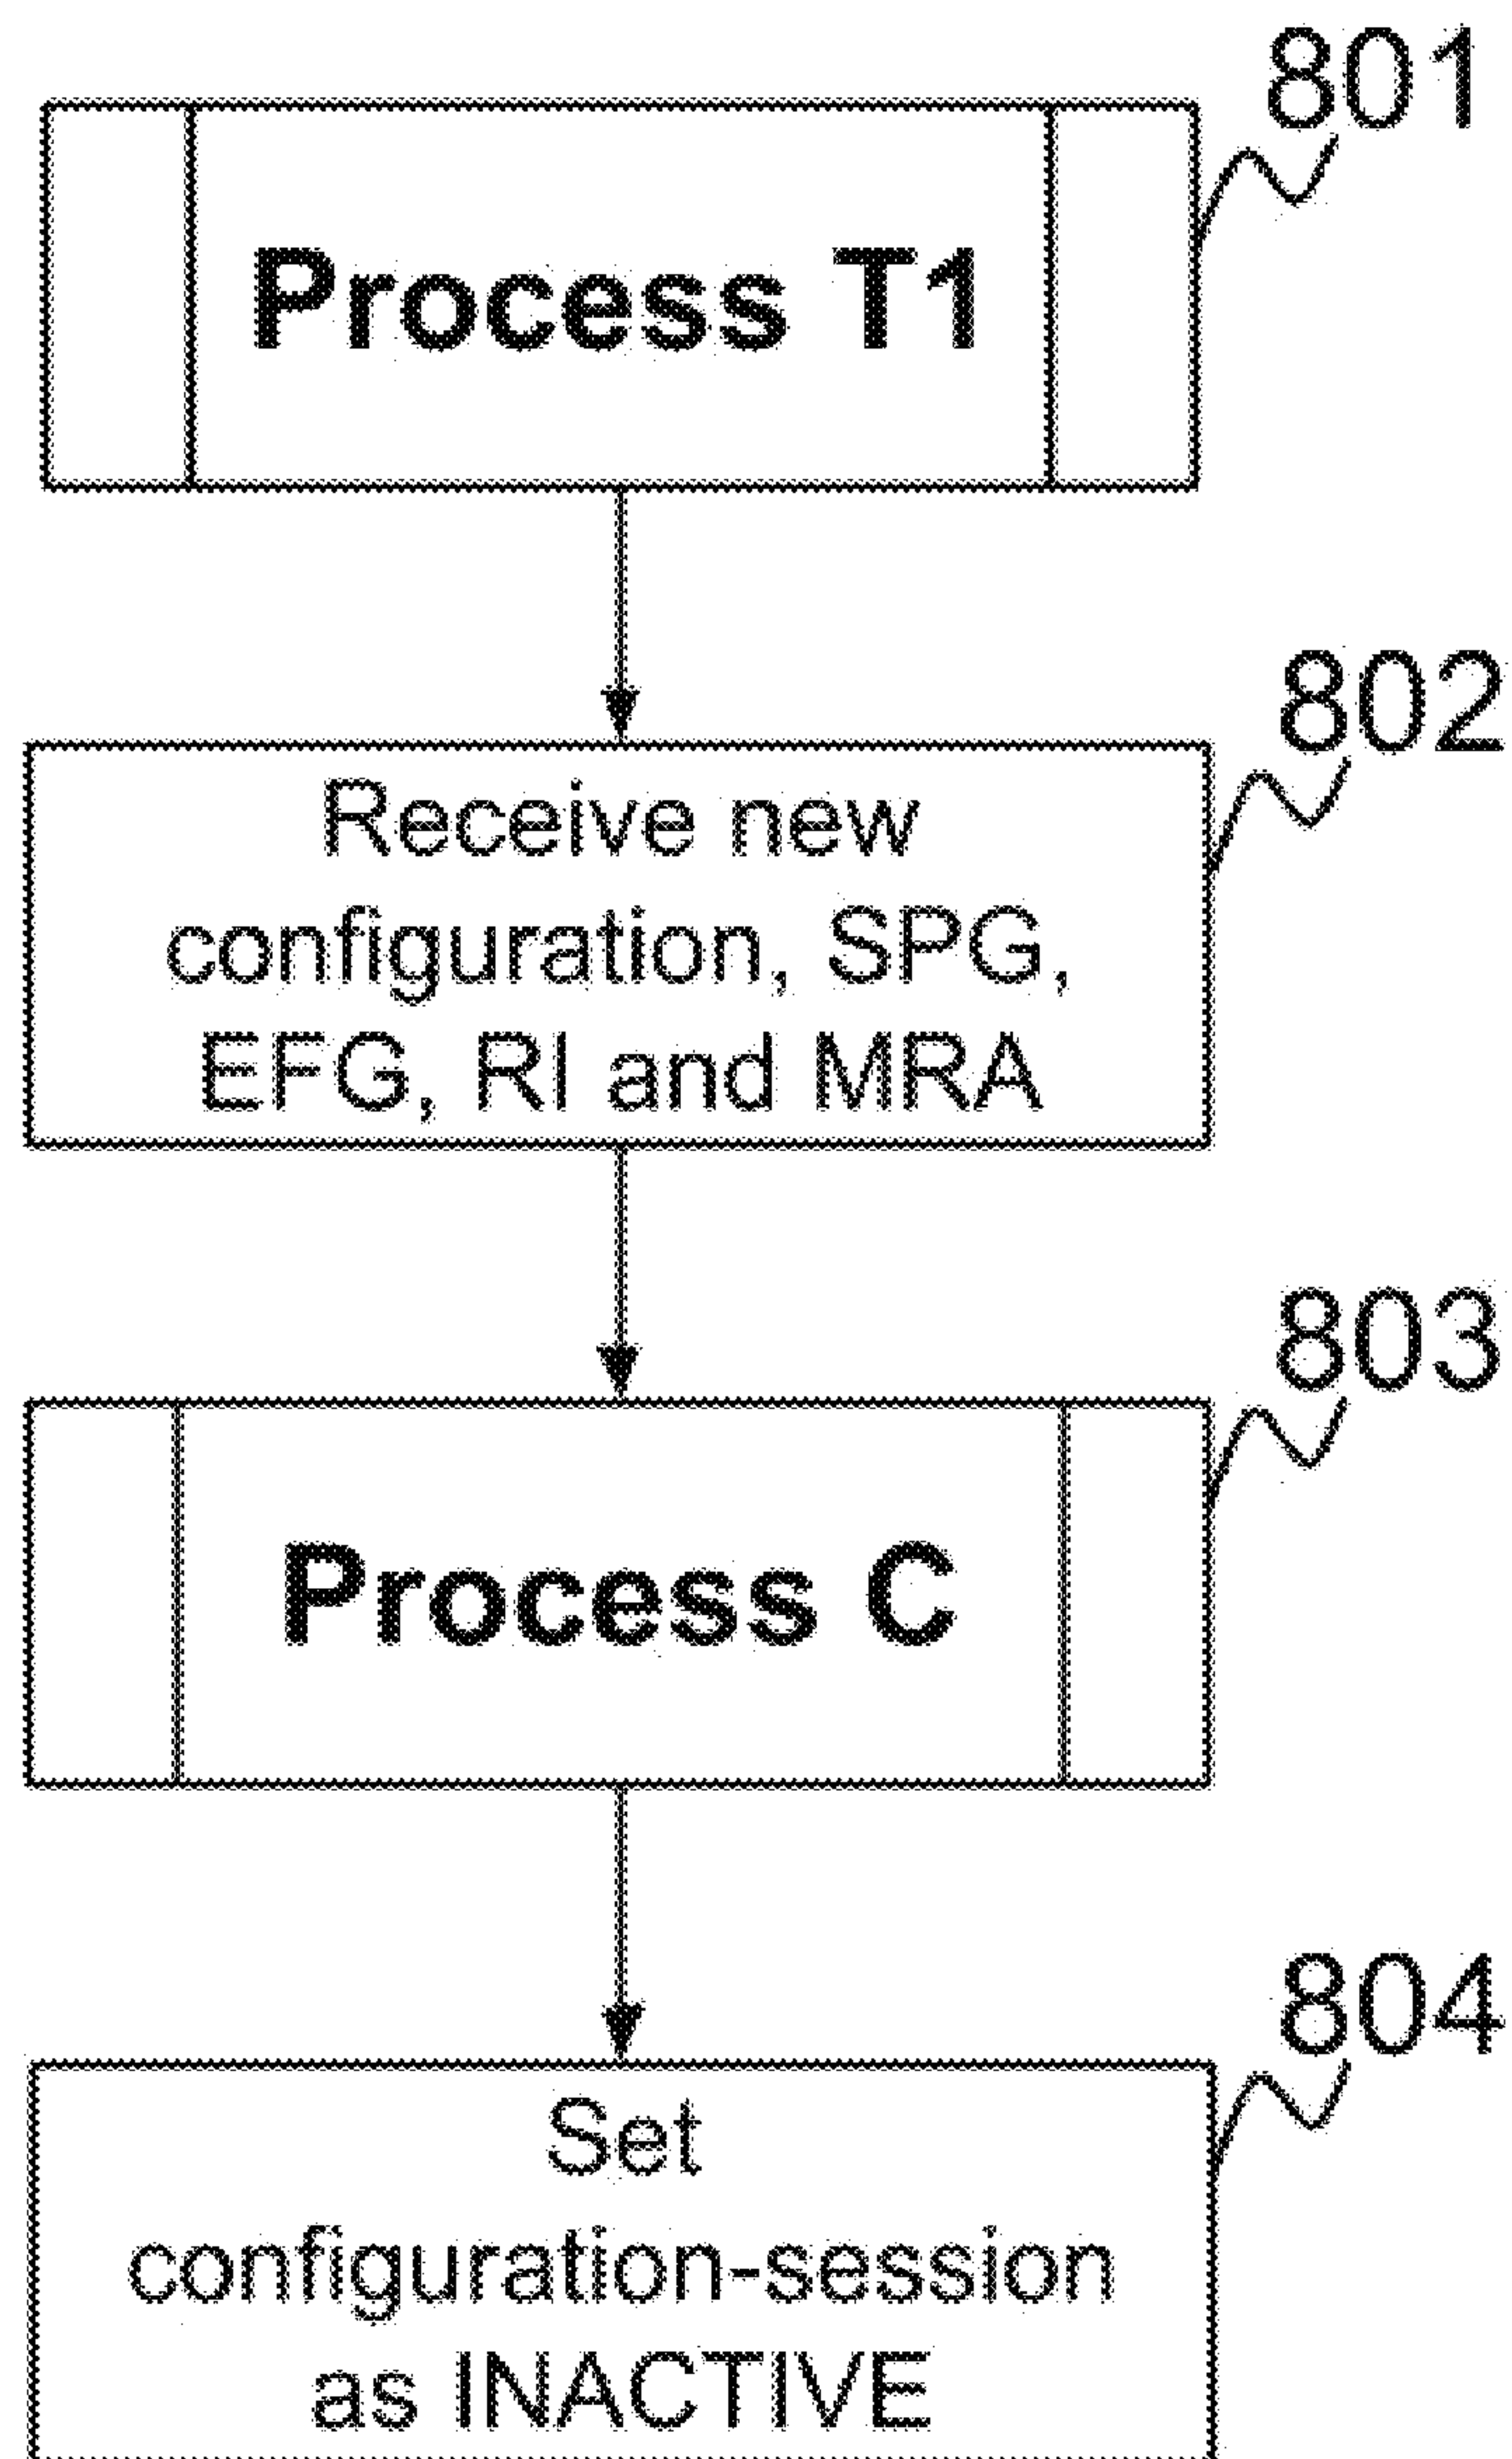 801
Process T1
802
Receive new
configuration, SPG,
EFG, RI and MRA
803
Process C
804
Set
configuration-session
as INACTIVE